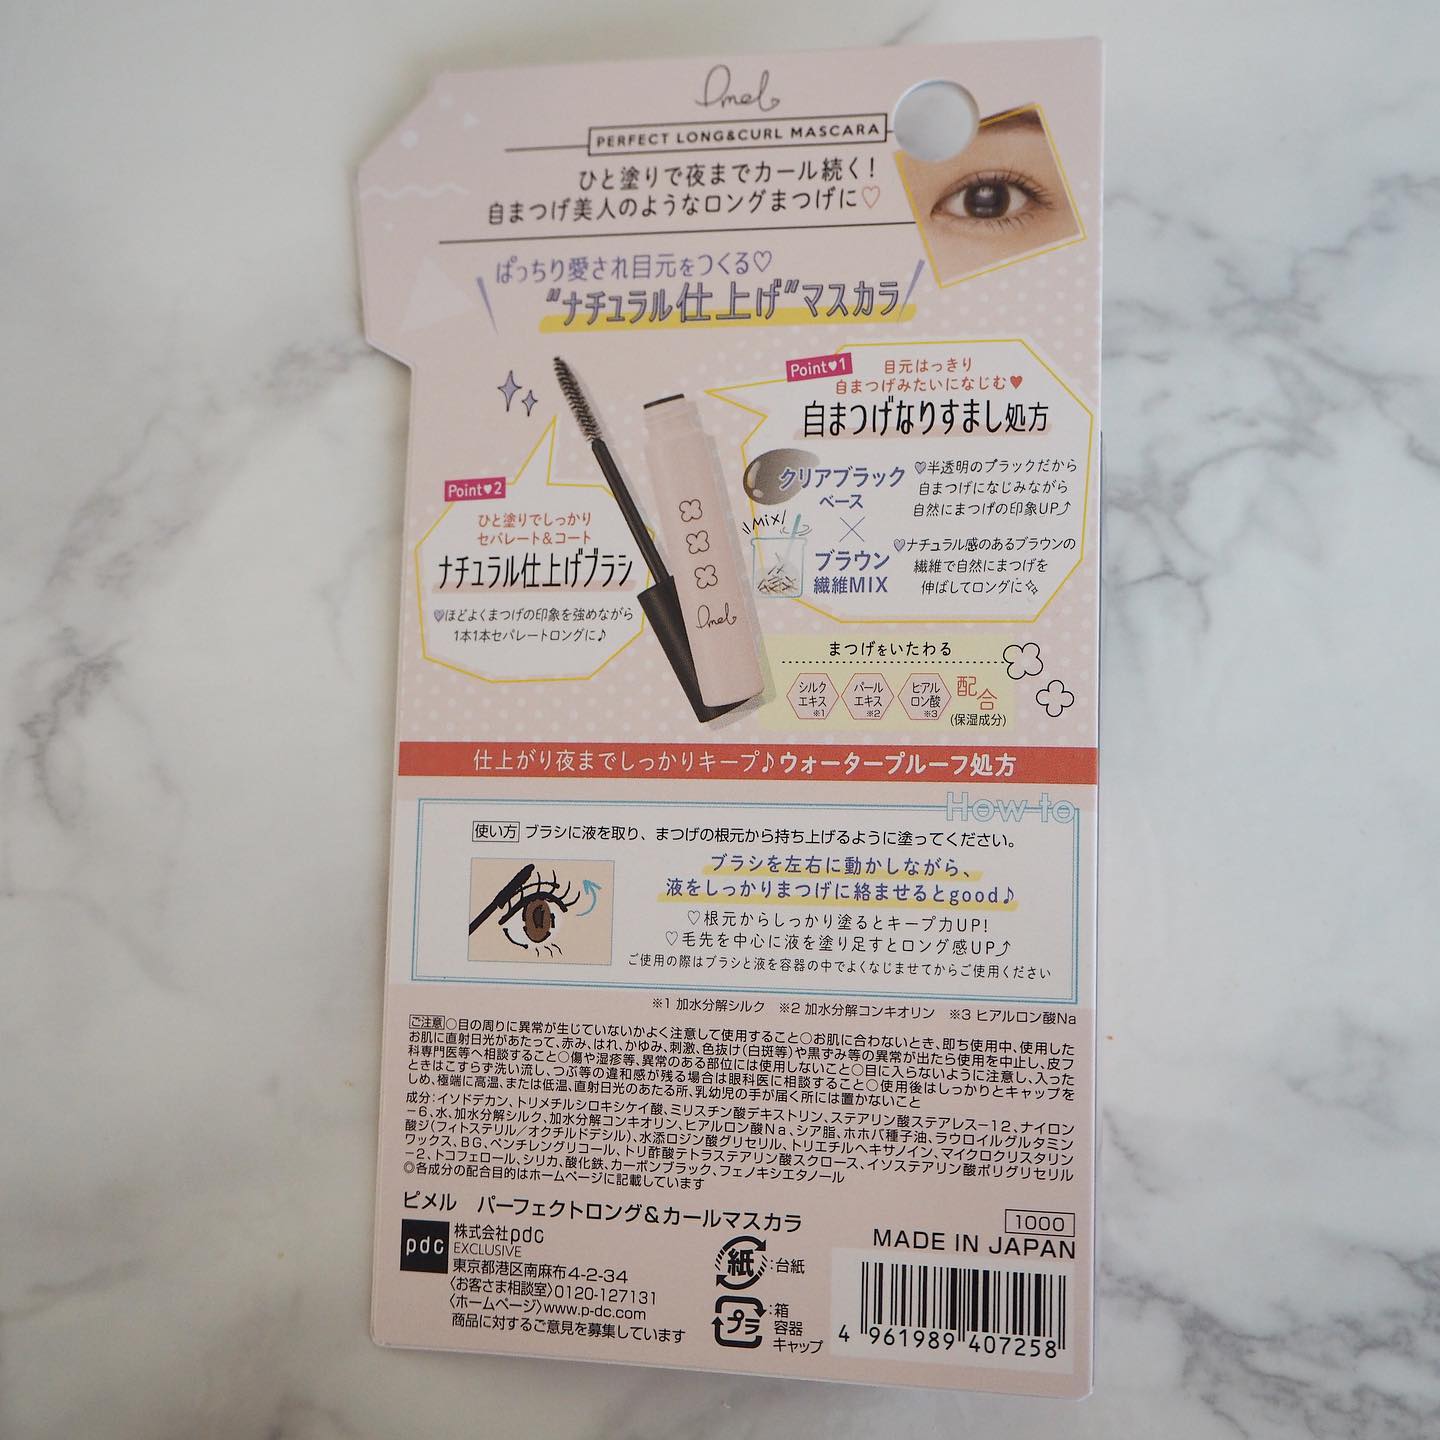 Pimel
PERFECT LONG&CURL MASCARA
ひと塗りで夜までカール続く!
自まつげ美人のようなロングまつげに♡
ぱっちり愛され目元をつくる♡
"ナチュラル仕上げ"マスカラ
Point♥1
目元はっきり
自まつげみたいになじむ♥
自まつげなりすまし処方
クリアブラック
ベース
♡半透明のブラックだから
自まつげになじみながら
自然にまつげの印象UP⤴
Mix
×
ブラウン
繊維MIX
♡ナチュラル感のあるブラウンの
繊維で自然にまつげを
伸ばしてロングに✨
Point♥2
ひと塗りでしっかり
セパレート&コート
ナチュラル仕上げブラシ
♡ほどよくまつげの印象を強めながら
1本1本セパレートロングに♪
Pimel
まつげをいたわる
シルク
エキス
※1
パール
エキス
※2
ヒアル
ロン酸
※3
配合
(保湿成分)
仕上がり夜までしっかりキープ♪ウォータープルーフ処方
How to
使い方 ブラシに液を取り、まつげの根元から持ち上げるように塗ってください。
ブラシを左右に動かしながら、
液をしっかりまつげに絡ませるとgood♪
♡根元からしっかり塗るとキープ力UP!
♡毛先を中心に液を塗り足すとロング感UP⤴
ご使用の際はブラシと液を容器の中でよくなじませてからご使用ください
※1 加水分解シルク ※2 加水分解コンキオリン ※3 ヒアルロン酸Na
ご注意○目の周りに異常が生じていないかよく注意して使用すること○お肌に合わないとき、即ち使用中、使用した
お肌に直射日光があたって、赤み、はれ、かゆみ、刺激、色抜け(白斑等)や黒ずみ等の異常が出たら使用を中止し、皮フ
科専門医等へ相談すること○傷や湿疹等、異常のある部位には使用しないこと○目に入らないように注意し、入った
ときはこすらず洗い流し、つぶ等の違和感が残る場合は眼科医に相談すること○使用後はしっかりとキャップを
しめ、極端に高温、または低温、直射日光のあたる所、乳幼児の手が届く所には置かないこと
成分:イソドデカン、トリメチルシロキシケイ酸、ミリスチン酸デキストリン、ステアリン酸ステアレス-12、ナイロン
-6、水、加水分解シルク、加水分解コンキオリン、ヒアルロン酸Na、シア脂、ホホバ種子油、ラウロイルグルタミン
酸ジ(フィトステリル/オクチルドデシル)、水添ロジン酸グリセリル、トリエチルヘキサノイン、マイクロクリスタリン
ワックス、BG、ペンチレングリコール、トリ酢酸テトラステアリン酸スクロース、イソステアリン酸ポリグリセリル
-2、トコフェロール、シリカ、酸化鉄、カーボンブラック、フェノキシエタノール
◎各成分の配合目的はホームページに記載しています
ピメル パーフェクトロング&カールマスカラ
1000
MADE IN JAPAN
pdc
株式会社pdc
EXCLUSIVE
東京都港区南麻布4-2-34
〈お客さま相談室〉0120-127131
〈ホームページ〉www.p-dc.com
商品に対するご意見を募集しています
紙:台紙
プラ:箱
容器
キャップ
4 961989 407258